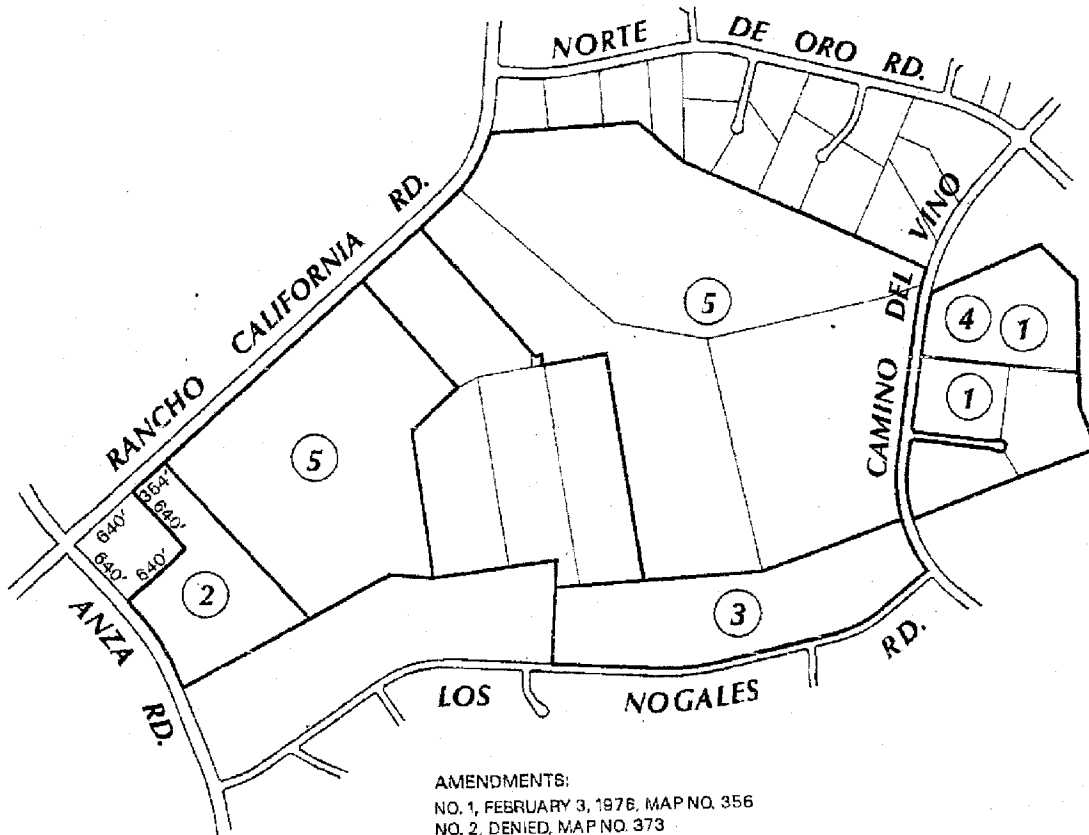 NORTE DE ORO RD.
RANCHO CALIFORNIA RD.
CAMINO DEL VINO
5
4
1
1
5
354'
640'
640'
640'
640'
2
3
ANZA RD.
LOS NOGALES RD.
AMENDMENTS:
NO. 1, FEBRUARY 3, 1976, MAP NO. 356
NO. 2, DENIED, MAP NO. 373